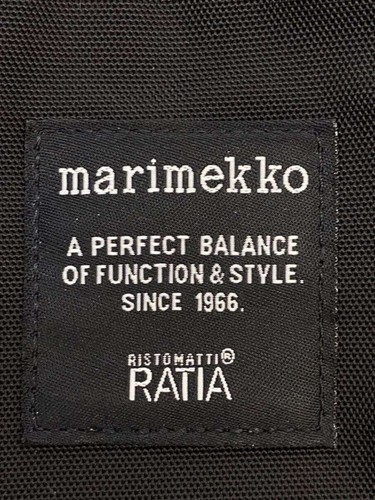 marimekko
A PERFECT BALANCE
OF FUNCTION & STYLE.
SINCE 1966.
RISTOMATTI®
RATIA